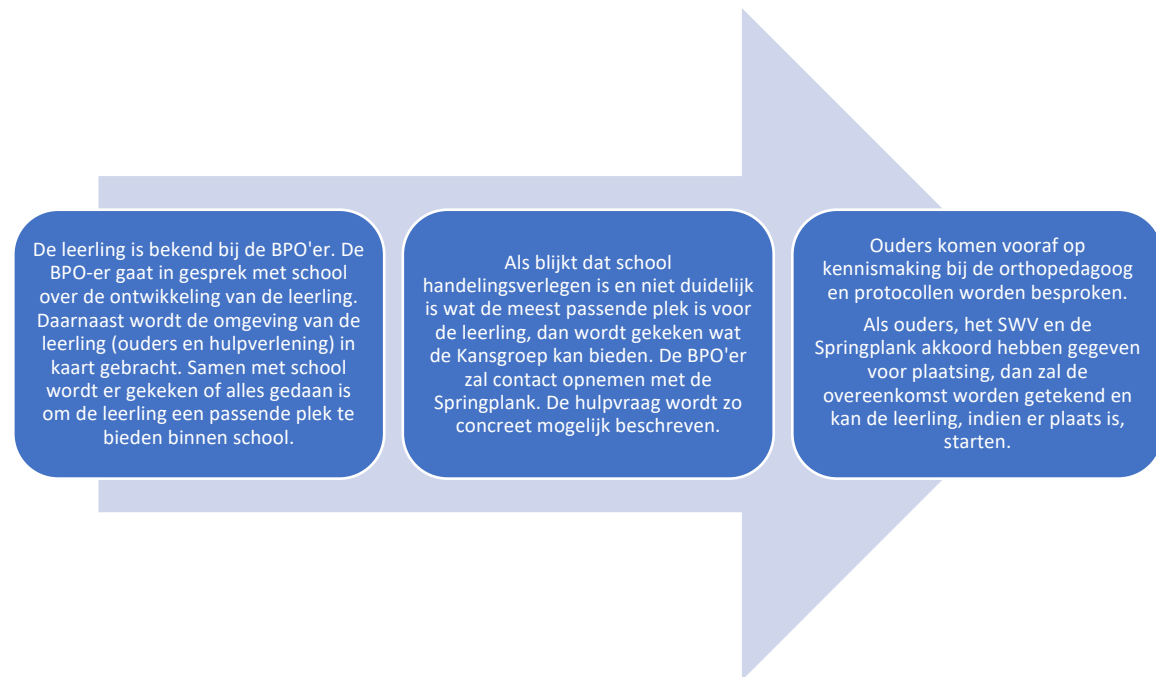 De leerling is bekend bij de BPO'er. De
BPO-er gaat in gesprek met school
over de ontwikkeling van de leerling.
Daarnaast wordt de omgeving van de
leerling (ouders en hulpverlening) in
kaart gebracht. Samen met school
wordt er gekeken of alles gedaan is
om de leerling een passende plek te
bieden binnen school.
Als blijkt dat school
handelingsverlegen is en niet duidelijk
is wat de meest passende plek is voor
de leerling, dan wordt gekeken wat
de Kansgroep kan bieden. De BPO'er
zal contact opnemen met de
Springplank. De hulpvraag wordt zo
concreet mogelijk beschreven.
Ouders komen vooraf op
kennismaking bij de orthopedagoog
en protocollen worden besproken.
Als ouders, het SWV en de
Springplank akkoord hebben gegeven
voor plaatsing, dan zal de
overeenkomst worden getekend en
kan de leerling, indien er plaats is,
starten.